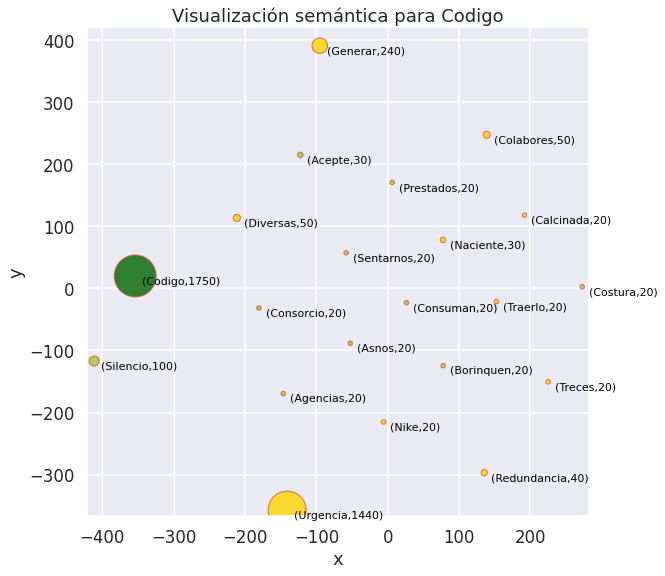 Visualización semántica para Codigo
400
(Generar,240)
300
(Colabores,50)
(Acepte,30)
200
(Prestados,20)
(Diversas,50)
(Calcinada,20)
100
(Naciente,30)
(Sentarnos,20)
y
(Codigo,1750)
0
(Costura,20)
(Consorcio,20)
(Consuman,20)
(Traerlo,20)
−100
(Asnos,20)
(Silencio,100)
(Borinquen,20)
(Treces,20)
(Agencias,20)
−200
(Nike,20)
−300
(Redundancia,40)
(Urgencia,1440)
−400 −300 −200 −100 0 100 200
x